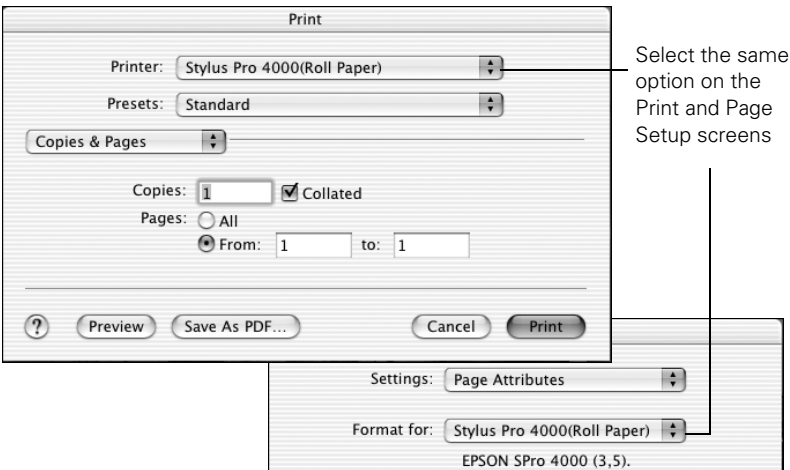 Print
Printer: Stylus Pro 4000(Roll Paper)
Presets: Standard
Copies & Pages
Copies: 1 Collated
Pages: All
From: 1 to: 1
? Preview Save As PDF... Cancel Print
Select the same
option on the
Print and Page
Setup screens
Settings: Page Attributes
Format for: Stylus Pro 4000(Roll Paper)
EPSON SPro 4000 (3,5).